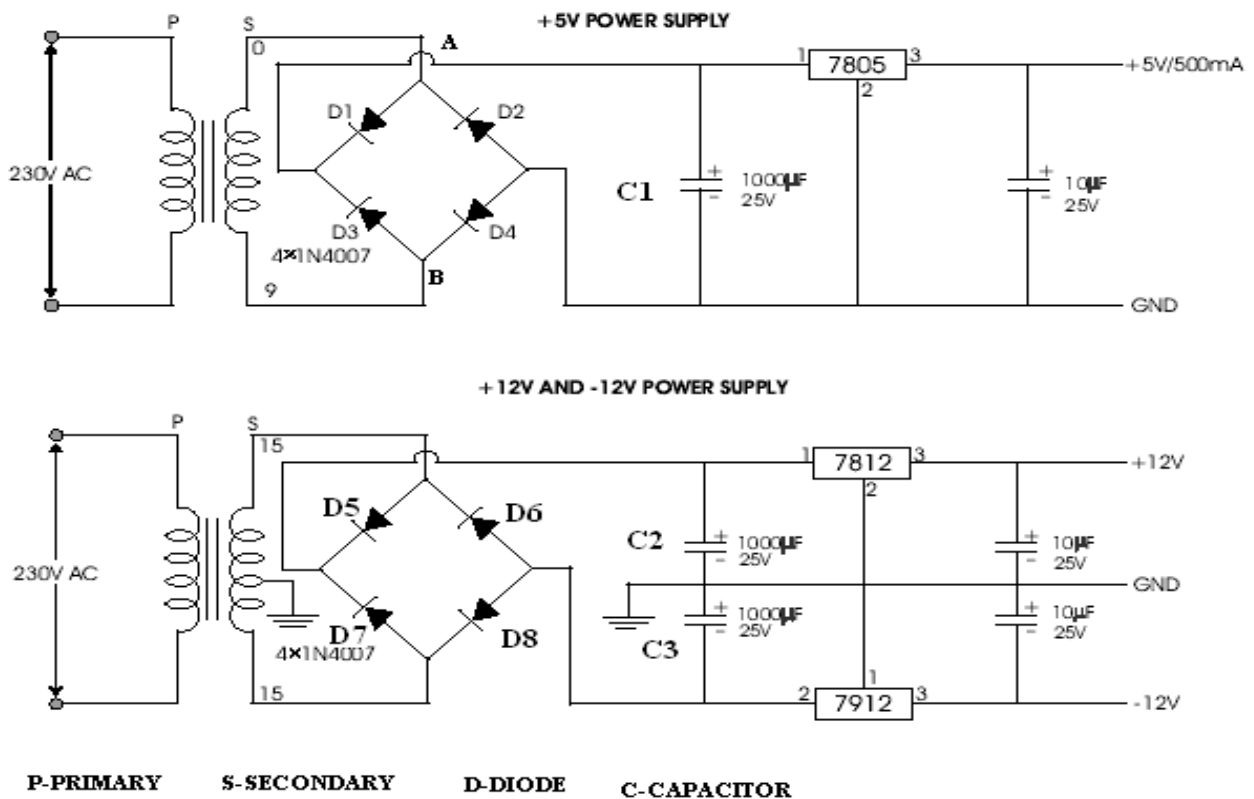 +5V POWER SUPPLY
P
S
0
A
1
7805
3
+5V/500mA
2
D1
D2
230V AC
C1
+
1000µF
-
25V
+
10µF
-
25V
D3
D4
4×1N4007
B
9
GND
+12V AND -12V POWER SUPPLY
P
S
15
1
7812
3
+12V
2
D5
D6
C2
+
1000µF
-
25V
+
10µF
-
25V
230V AC
GND
D7
D8
4×1N4007
+
1000µF
-
25V
C3
+
10µF
-
25V
15
1
2
7912
3
-12V
P-PRIMARY S-SECONDARY D-DIODE C-CAPACITOR